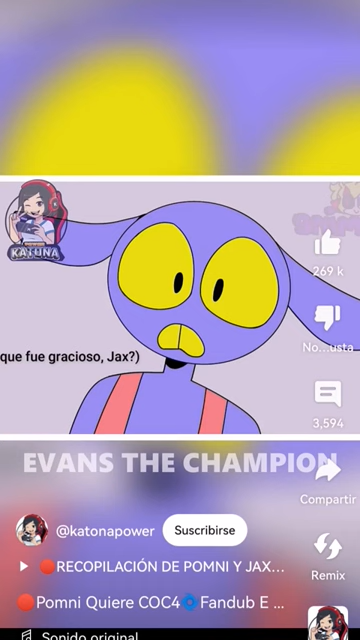 KATUNA
269 k
que fue gracioso, Jax?)
No...usta
3,594
EVANS THE CHAMPION
Compartir
@katonapower
Suscribirse
🔴RECOPILACIÓN DE POMNI Y JAX...
Remix
🔴Pomni Quiere COC4💠Fandub E ...
Sonido original